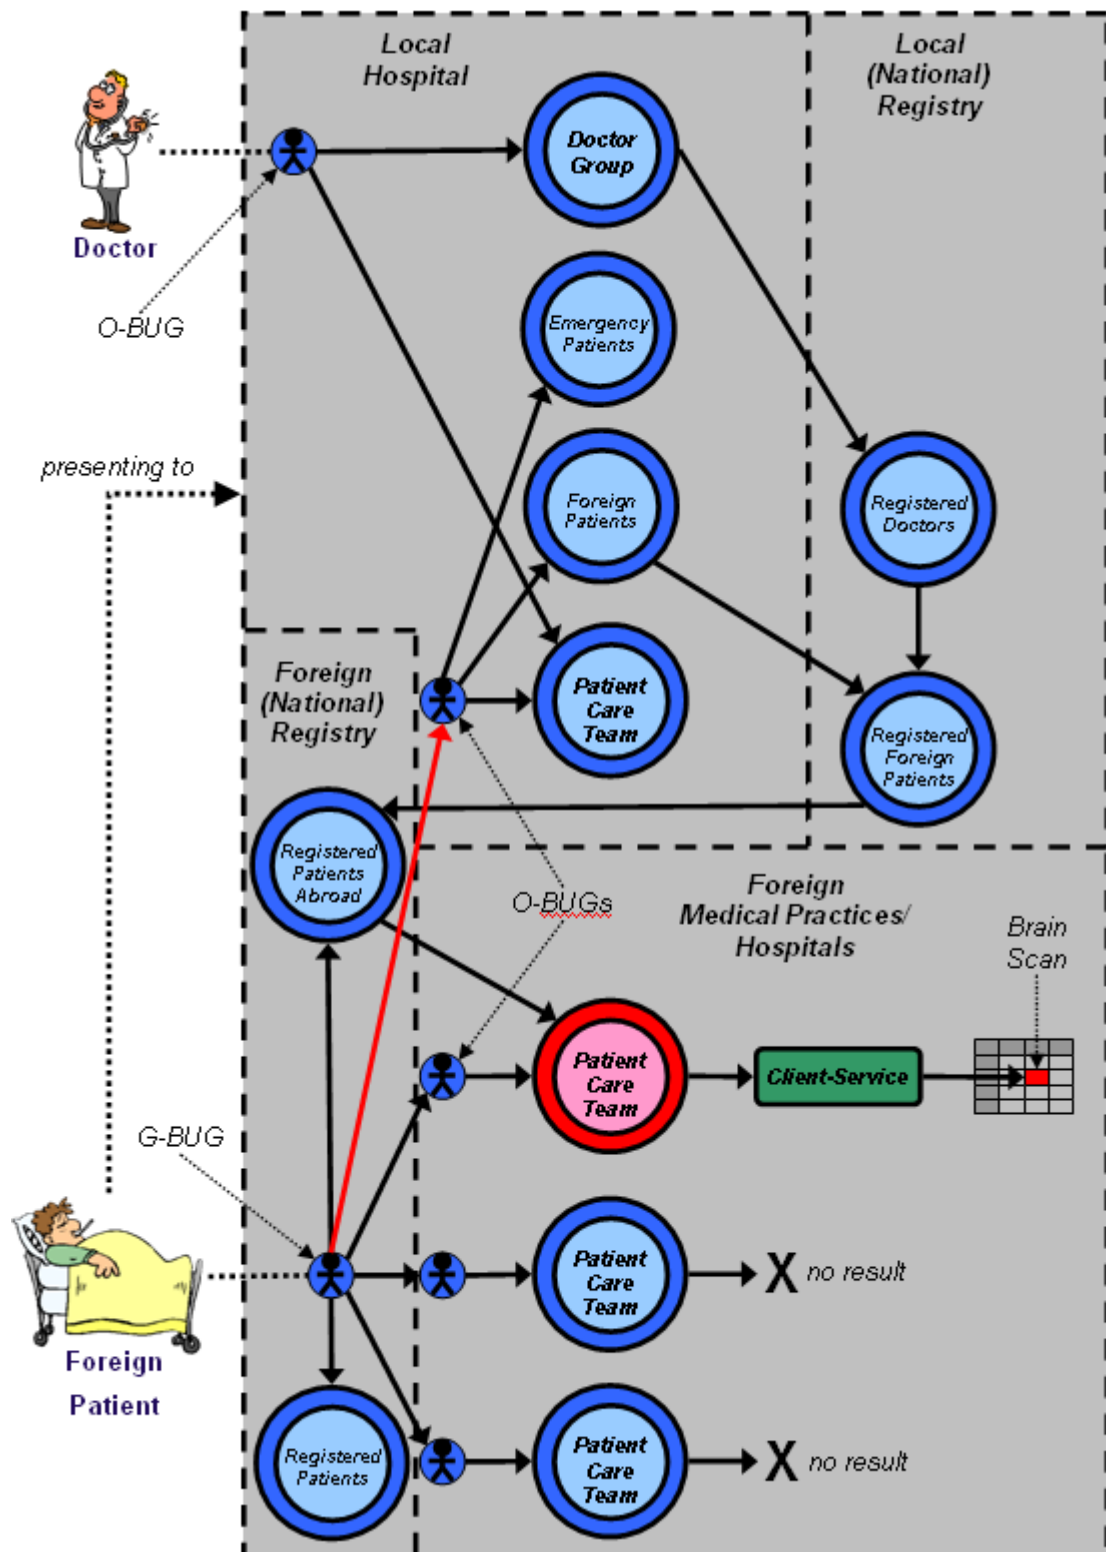 Local
Hospital
Local
(National)
Registry
Doctor
Group
Doctor
O-BUG
Emergency
Patients
presenting to
Foreign
Patients
Registered
Doctors
Foreign
(National)
Registry
Patient
Care
Team
Registered
Foreign
Patients
Registered
Patients
Abroad
O-BUGs
Foreign
Medical Practices/
Hospitals
Brain
Scan
Patient
Care
Team
Client-Service
G-BUG
Patient
Care
Team
X no result
Foreign
Patient
Registered
Patients
Patient
Care
Team
X no result